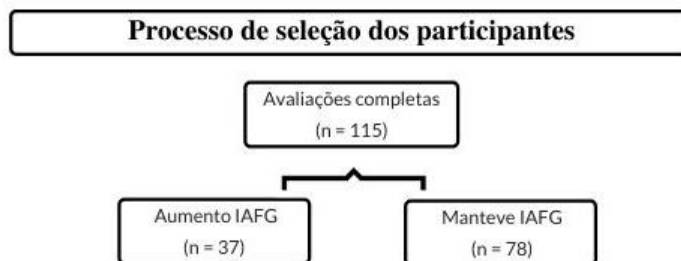 Processo de seleção dos participantes
Avaliações completas
(n = 115)
Aumento IAFG
(n = 37)
Manteve IAFG
(n = 78)